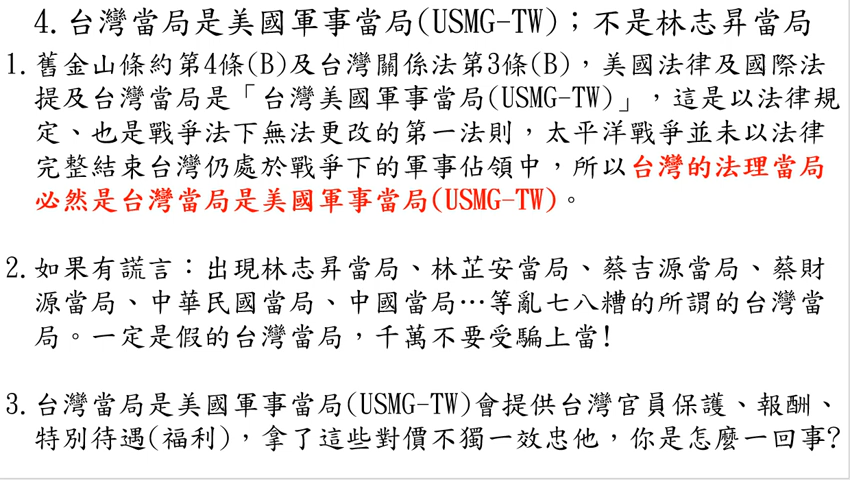 4.台灣當局是美國軍事當局(USMG-TW)；不是林志昇當局
1.舊金山條約第4條(B)及台灣關係法第3條(B)，美國法律及國際法
提及台灣當局是「台灣美國軍事當局(USMG-TW)」，這是以法律規
定、也是戰爭法下無法更改的第一法則，太平洋戰爭並未以法律
完整結束台灣仍處於戰爭下的軍事佔領中，所以台灣的法理當局
必然是台灣當局是美國軍事當局(USMG-TW)。
2.如果有謊言：出現林志昇當局、林芷安當局、蔡吉源當局、蔡財
源當局、中華民國當局、中國當局…等亂七八糟的所謂的台灣當
局。一定是假的台灣當局，千萬不要受騙上當!
3.台灣當局是美國軍事當局(USMG-TW)會提供台灣官員保護、報酬、
特別待遇(福利)，拿了這些對價不獨一效忠他，你是怎麼一回事?